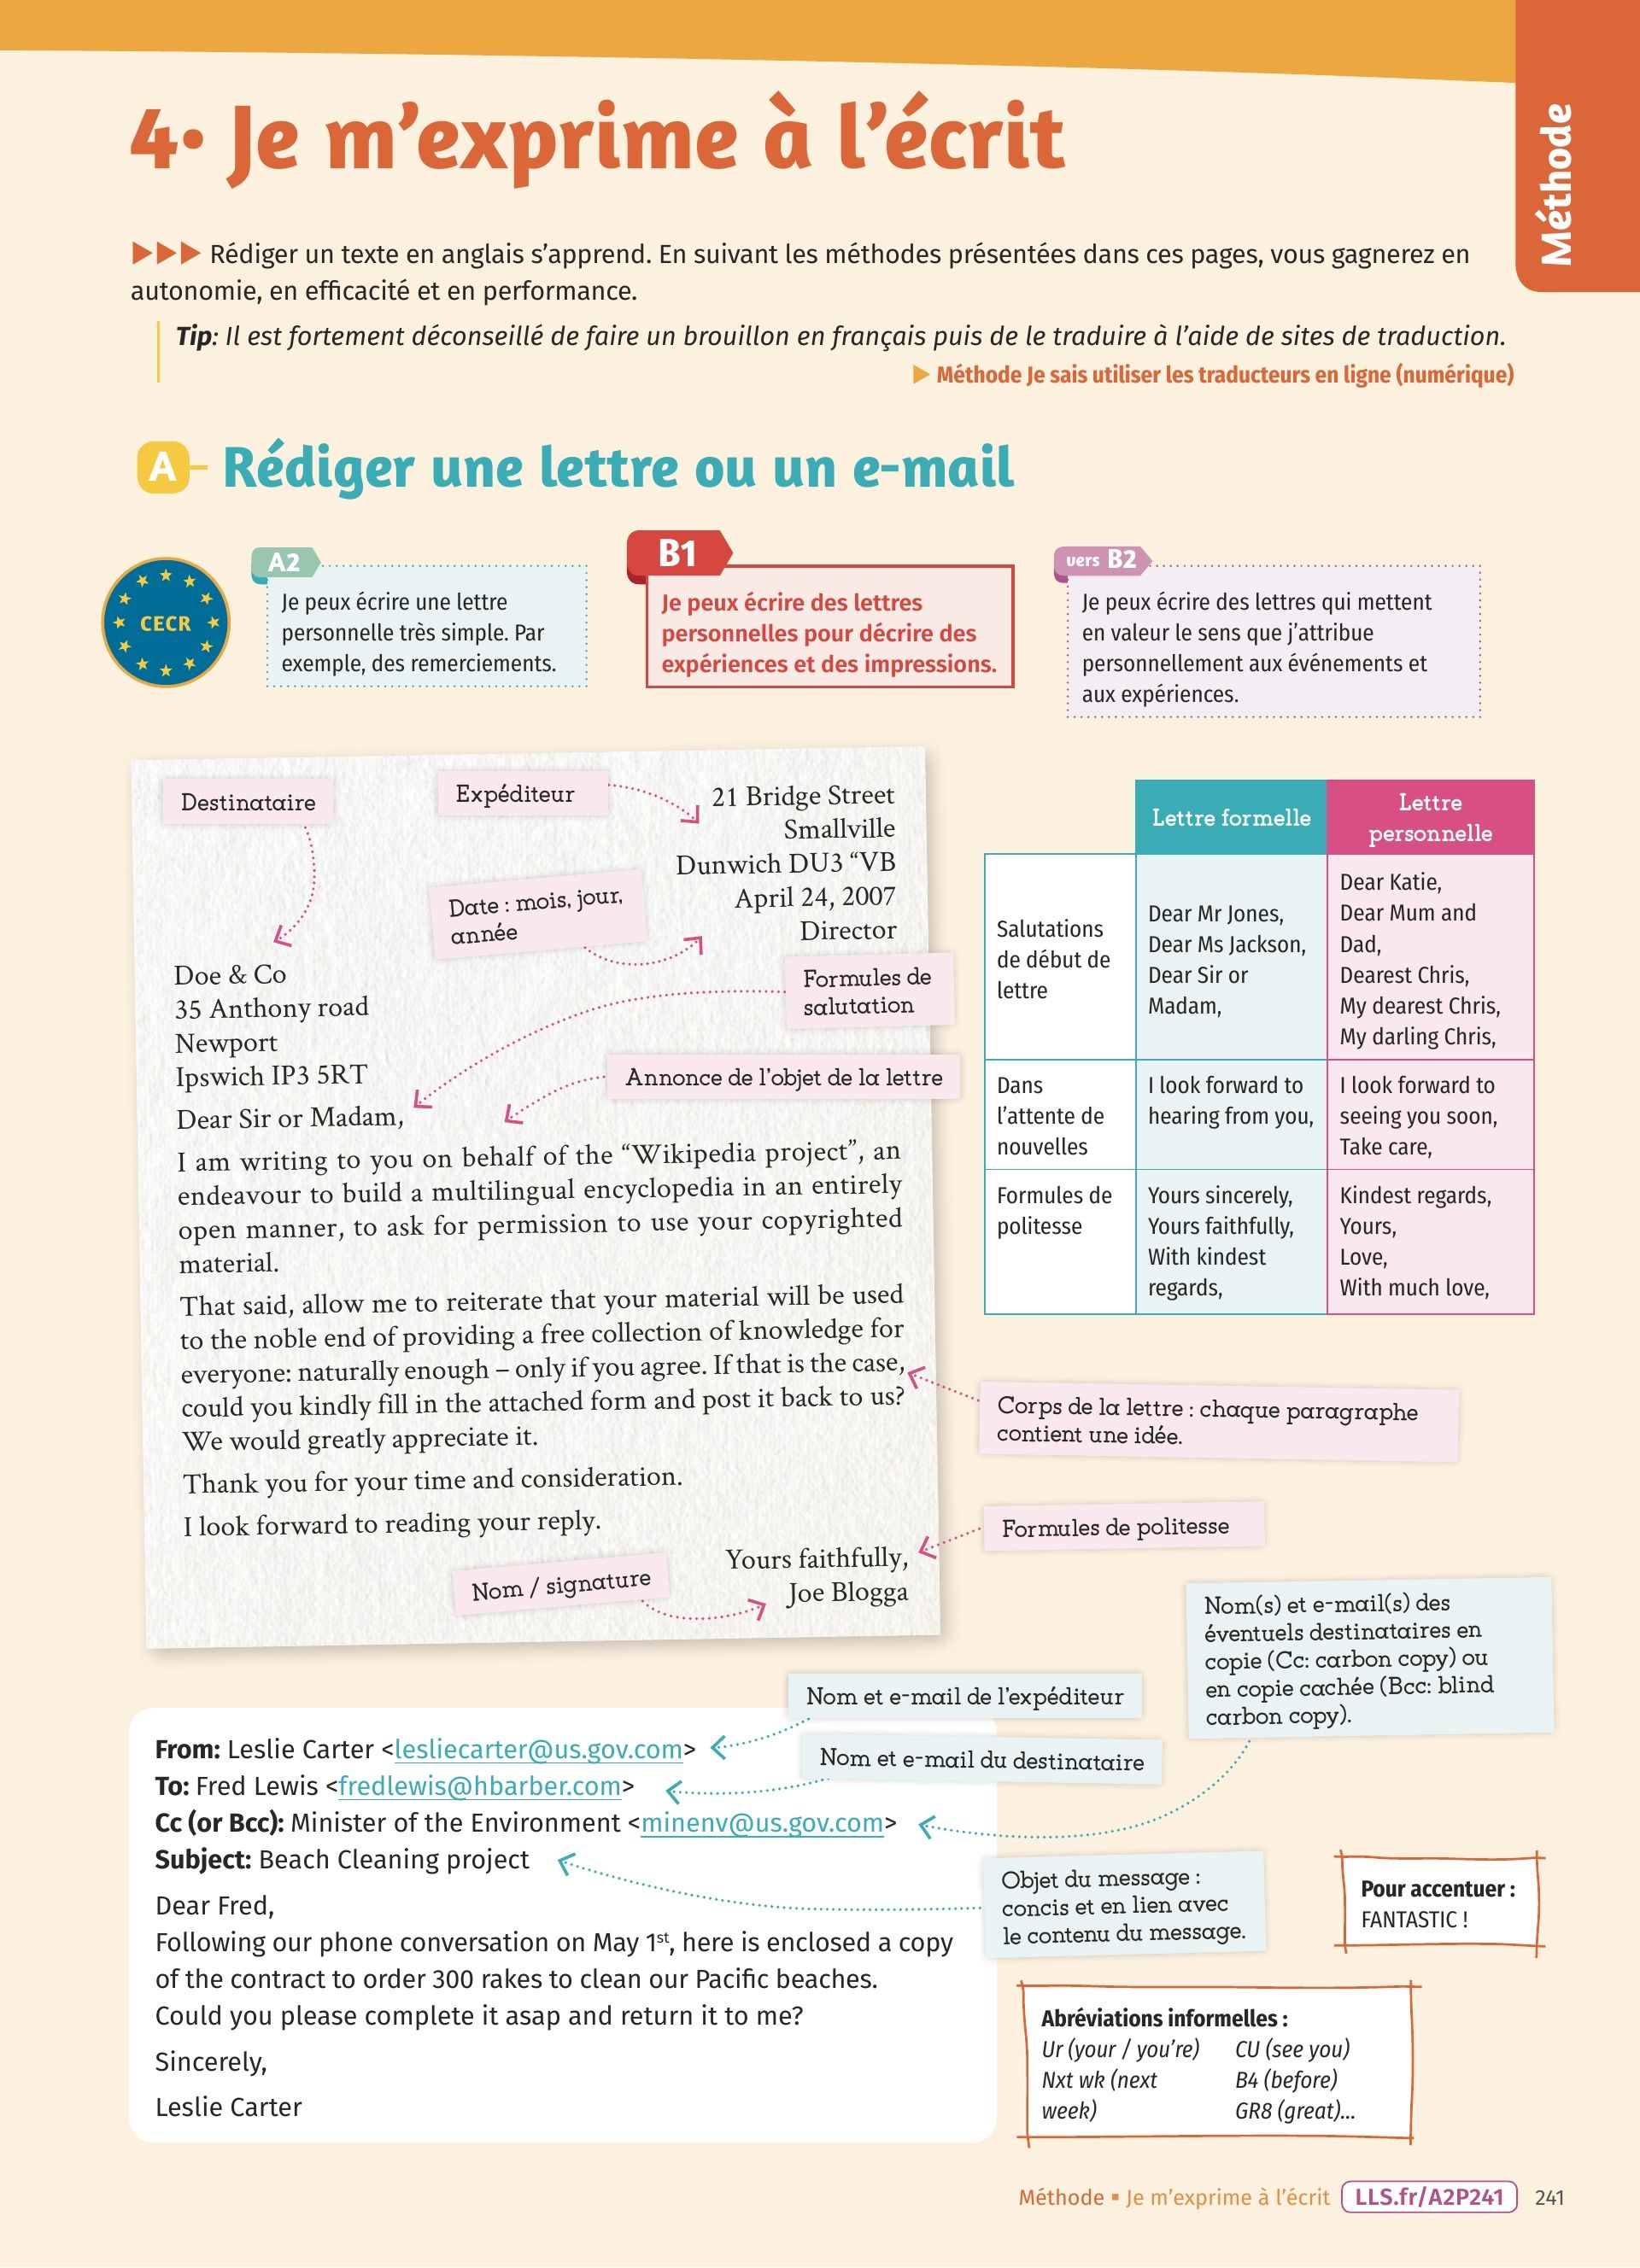 Méthode
4• Je m’exprime à l’écrit
Rédiger un texte en anglais s’apprend. En suivant les méthodes présentées dans ces pages, vous gagnerez en
autonomie, en efficacité et en performance.
Tip: Il est fortement déconseillé de faire un brouillon en français puis de le traduire à l’aide de sites de traduction.
Méthode Je sais utiliser les traducteurs en ligne (numérique)
A Rédiger une lettre ou un e-mail
CECR
A2
Je peux écrire une lettre
personnelle très simple. Par
exemple, des remerciements.
B1
Je peux écrire des lettres
personnelles pour décrire des
expériences et des impressions.
vers B2
Je peux écrire des lettres qui mettent
en valeur le sens que j’attribue
personnellement aux événements et
aux expériences.
Destinataire
Expéditeur
21 Bridge Street
Smallville
Dunwich DU3 “VB
April 24, 2007
Director
Date : mois, jour,
année
Doe & Co
35 Anthony road
Newport
Ipswich IP3 5RT
Formules de
salutation
Annonce de l’objet de la lettre
Dear Sir or Madam,
I am writing to you on behalf of the “Wikipedia project”, an
endeavour to build a multilingual encyclopedia in an entirely
open manner, to ask for permission to use your copyrighted
material.
That said, allow me to reiterate that your material will be used
to the noble end of providing a free collection of knowledge for
everyone: naturally enough – only if you agree. If that is the case,
could you kindly fill in the attached form and post it back to us?
We would greatly appreciate it.
Thank you for your time and consideration.
I look forward to reading your reply.
Yours faithfully,
Joe Blogga
Nom / signature
Lettre formelle
Lettre
personnelle
Salutations
de début de
lettre
Dear Mr Jones,
Dear Ms Jackson,
Dear Sir or
Madam,
Dear Katie,
Dear Mum and
Dad,
Dearest Chris,
My dearest Chris,
My darling Chris,
Dans
l’attente de
nouvelles
I look forward to
hearing from you,
I look forward to
seeing you soon,
Take care,
Formules de
politesse
Yours sincerely,
Yours faithfully,
With kindest
regards,
Kindest regards,
Yours,
Love,
With much love,
Corps de la lettre : chaque paragraphe
contient une idée.
Formules de politesse
Nom(s) et e-mail(s) des
éventuels destinataires en
copie (Cc: carbon copy) ou
en copie cachée (Bcc: blind
carbon copy).
Nom et e-mail de l’expéditeur
Nom et e-mail du destinataire
From: Leslie Carter <lesliecarter@us.gov.com>
To: Fred Lewis <fredlewis@hbarber.com>
Cc (or Bcc): Minister of the Environment <minenv@us.gov.com>
Subject: Beach Cleaning project
Dear Fred,
Following our phone conversation on May 1st, here is enclosed a copy
of the contract to order 300 rakes to clean our Pacific beaches.
Could you please complete it asap and return it to me?
Sincerely,
Leslie Carter
Objet du message :
concis et en lien avec
le contenu du message.
Pour accentuer :
FANTASTIC !
Abréviations informelles :
Ur (your / you’re)
Nxt wk (next
week)
CU (see you)
B4 (before)
GR8 (great)...
Méthode ▪ Je m’exprime à l’écrit LLS.fr/A2P241 241